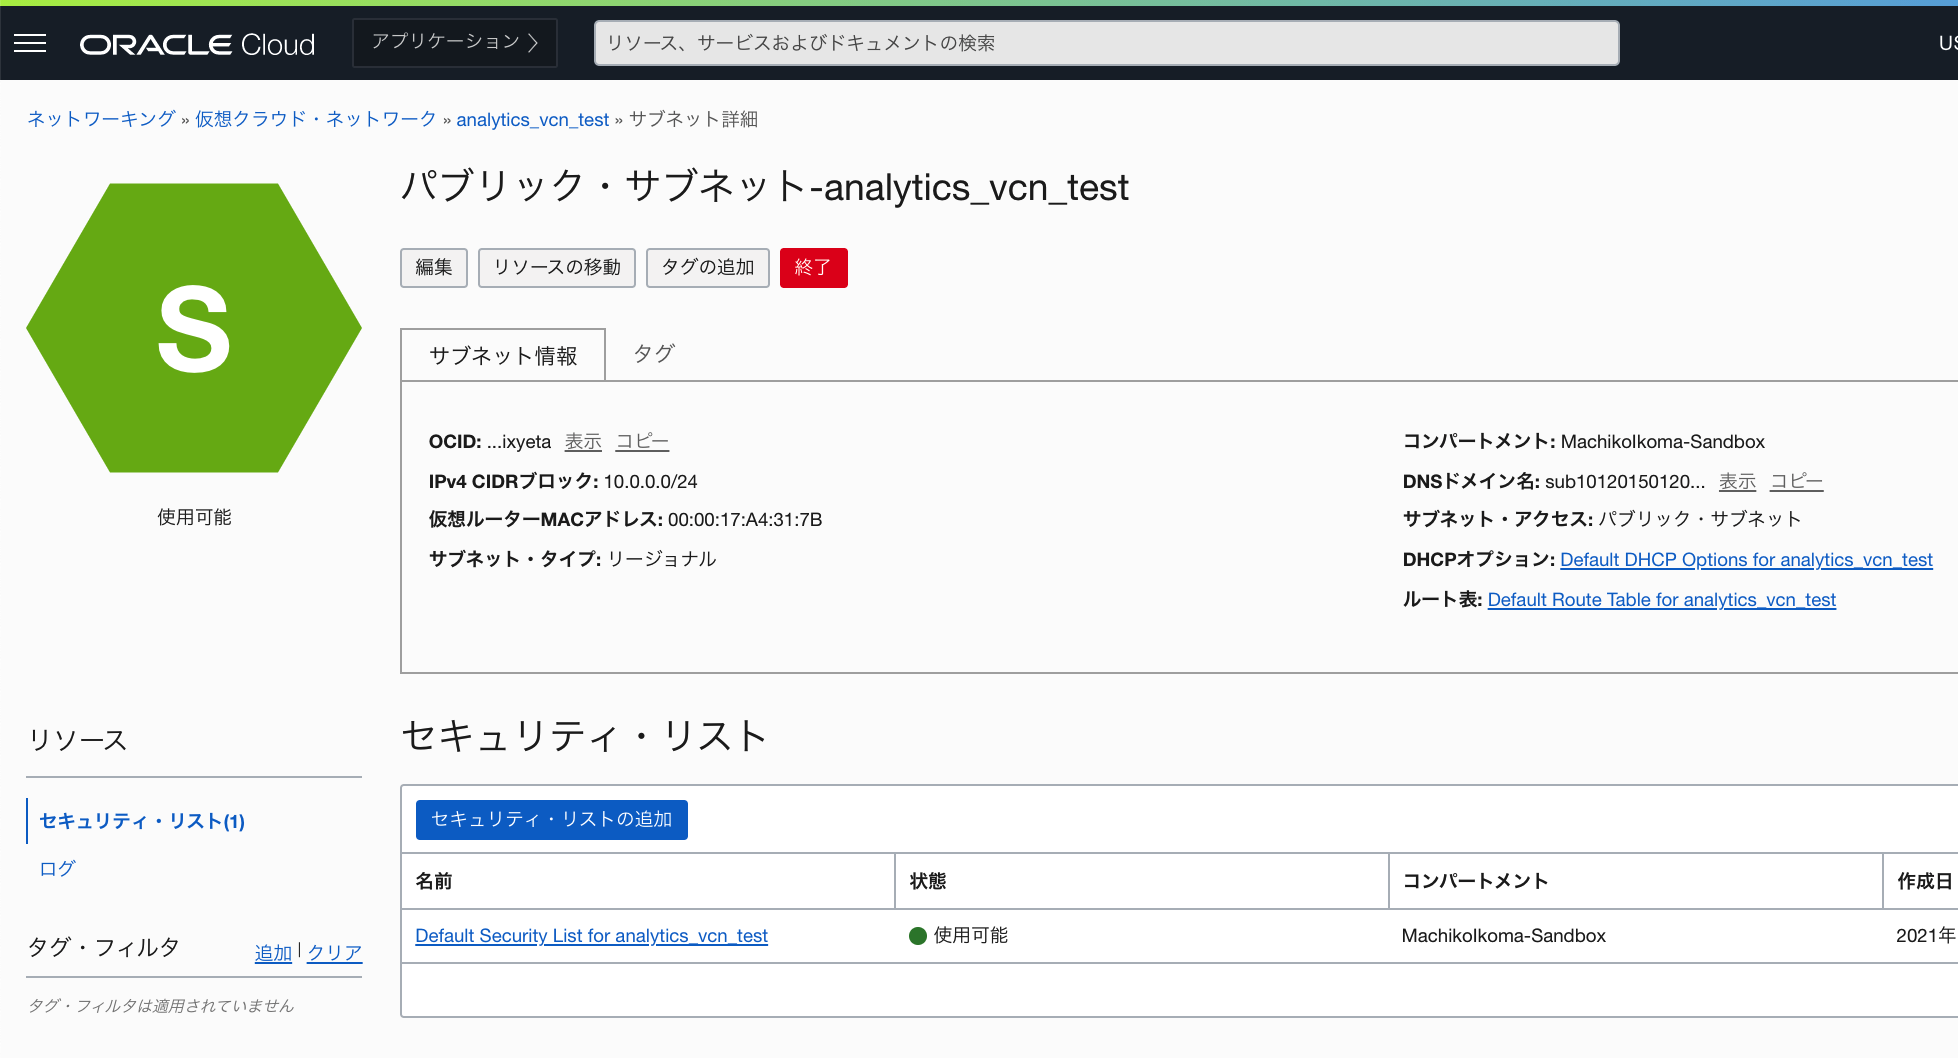 ORACLE Cloud アプリケーション リソース、サービスおよびドキュメントの検索 US
ネットワーキング » 仮想クラウド・ネットワーク » analytics_vcn_test » サブネット詳細
S
使用可能
パブリック・サブネット-analytics_vcn_test
編集 リソースの移動 タグの追加 終了
サブネット情報 タグ
OCID: ...ixyeta 表示 コピー
IPv4 CIDRブロック: 10.0.0.0/24
仮想ルーターMACアドレス: 00:00:17:A4:31:7B
サブネット・タイプ: リージョナル
コンパートメント: MachikoIkoma-Sandbox
DNSドメイン名: sub10120150120... 表示 コピー
サブネット・アクセス: パブリック・サブネット
DHCPオプション: Default DHCP Options for analytics_vcn_test
ルート表: Default Route Table for analytics_vcn_test
リソース
セキュリティ・リスト(1)
ログ
タグ・フィルタ 追加 | クリア
タグ・フィルタは適用されていません
セキュリティ・リスト
セキュリティ・リストの追加
名前 状態 コンパートメント 作成日
Default Security List for analytics_vcn_test 使用可能 MachikoIkoma-Sandbox 2021年